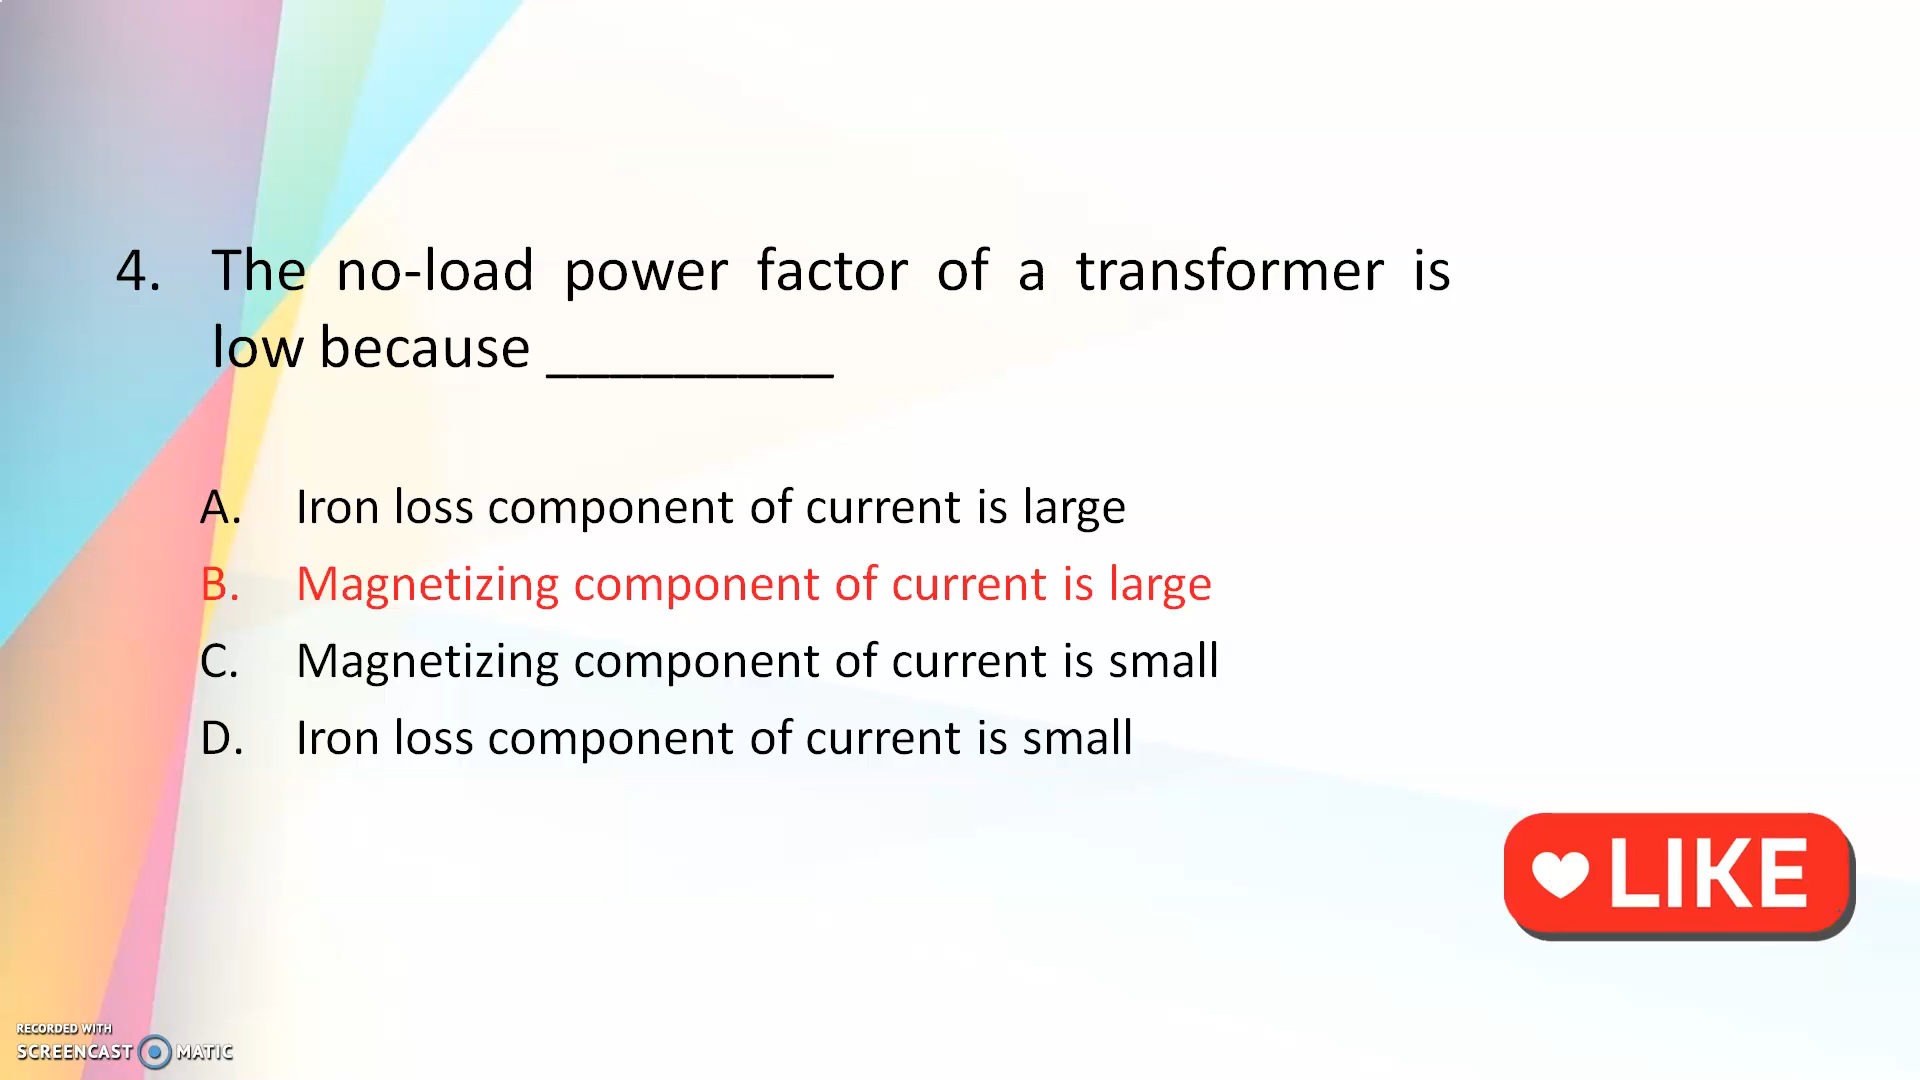 4. The no-load power factor of a transformer is
low because _________
A. Iron loss component of current is large
B. Magnetizing component of current is large
C. Magnetizing component of current is small
D. Iron loss component of current is small
LIKE
RECORDED WITH
SCREENCAST MATIC